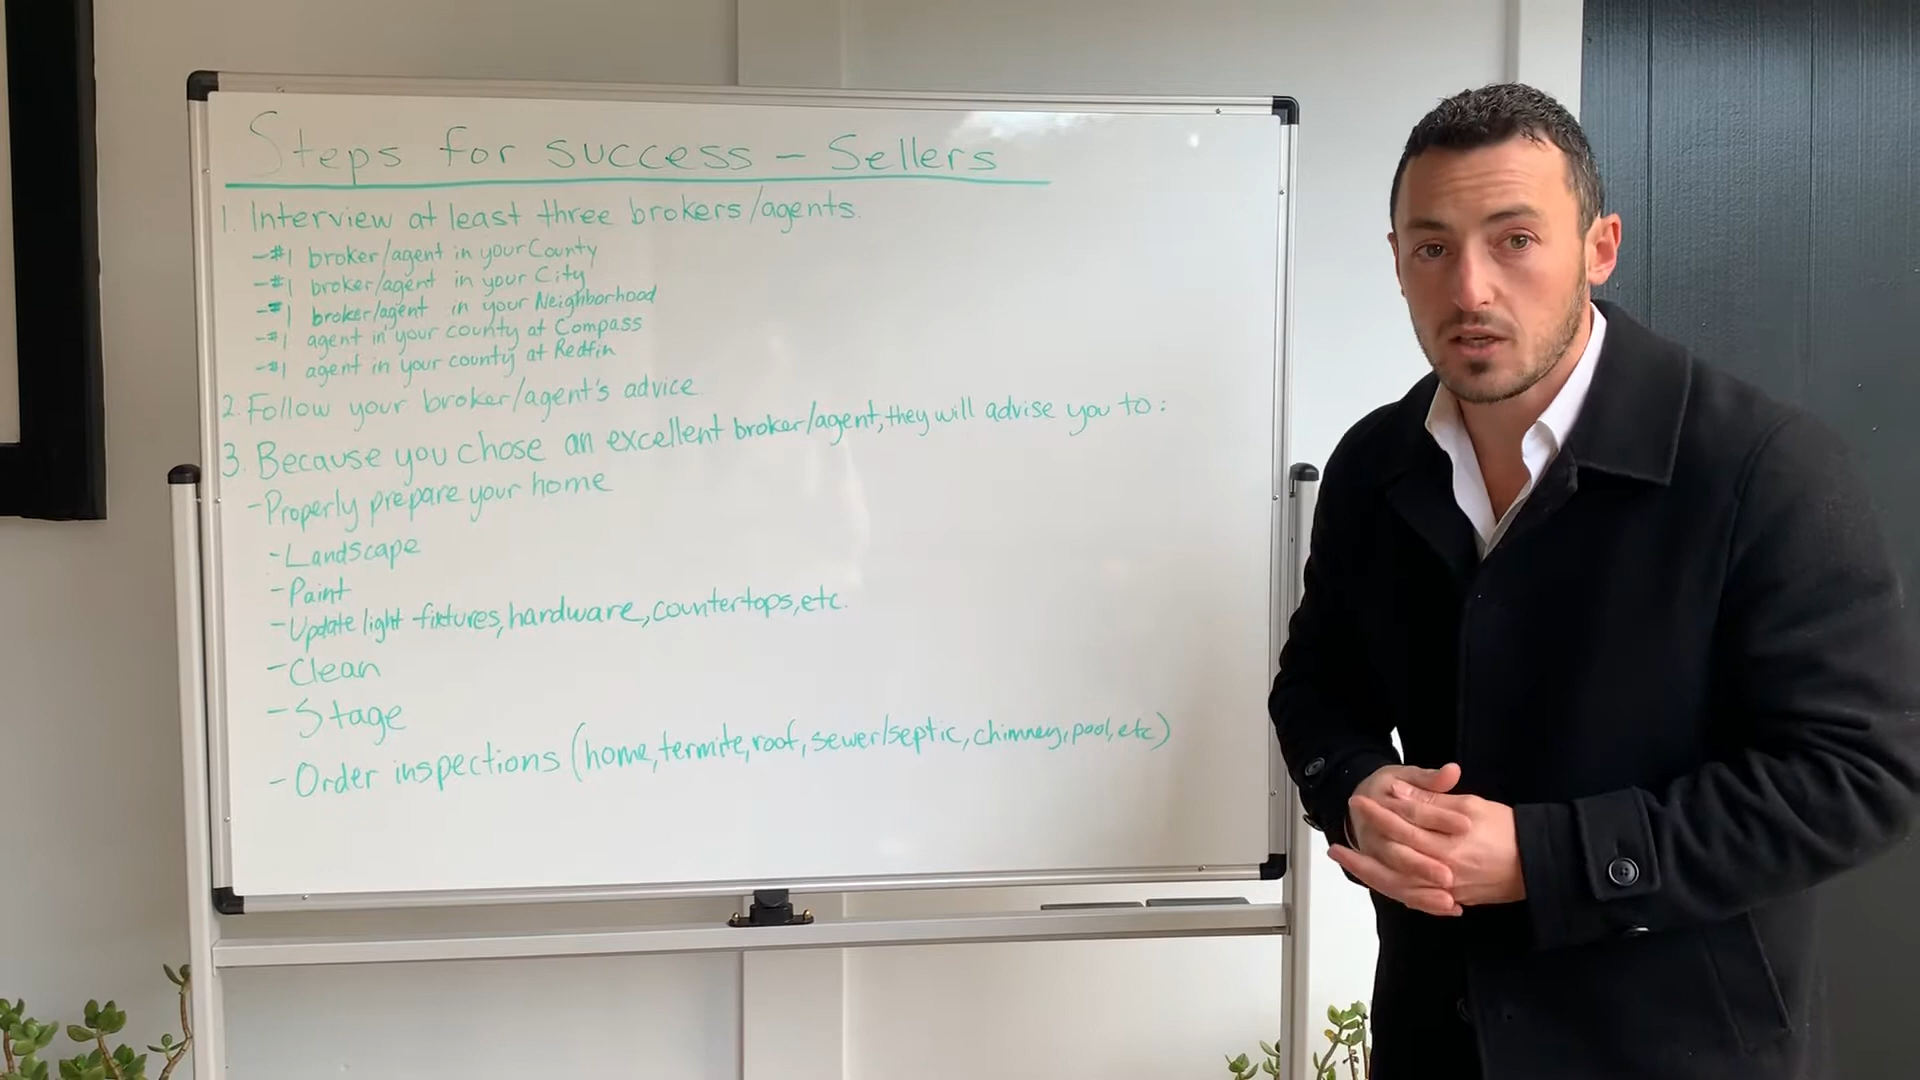 Steps for success - Sellers
1. Interview at least three brokers/agents.
-#1 broker/agent in your County
-#1 broker/agent in your City
-#1 broker/agent in your Neighborhood
-#1 agent in your county at Compass
-#1 agent in your county at Redfin
2. Follow your broker/agent's advice.
3. Because you chose an excellent broker/agent, they will advise you to:
-Properly prepare your home
-Landscape
-Paint
-Update light fixtures, hardware, countertops, etc.
-Clean
-Stage
-Order inspections (home, termite, roof, sewer/septic, chimney, pool, etc)